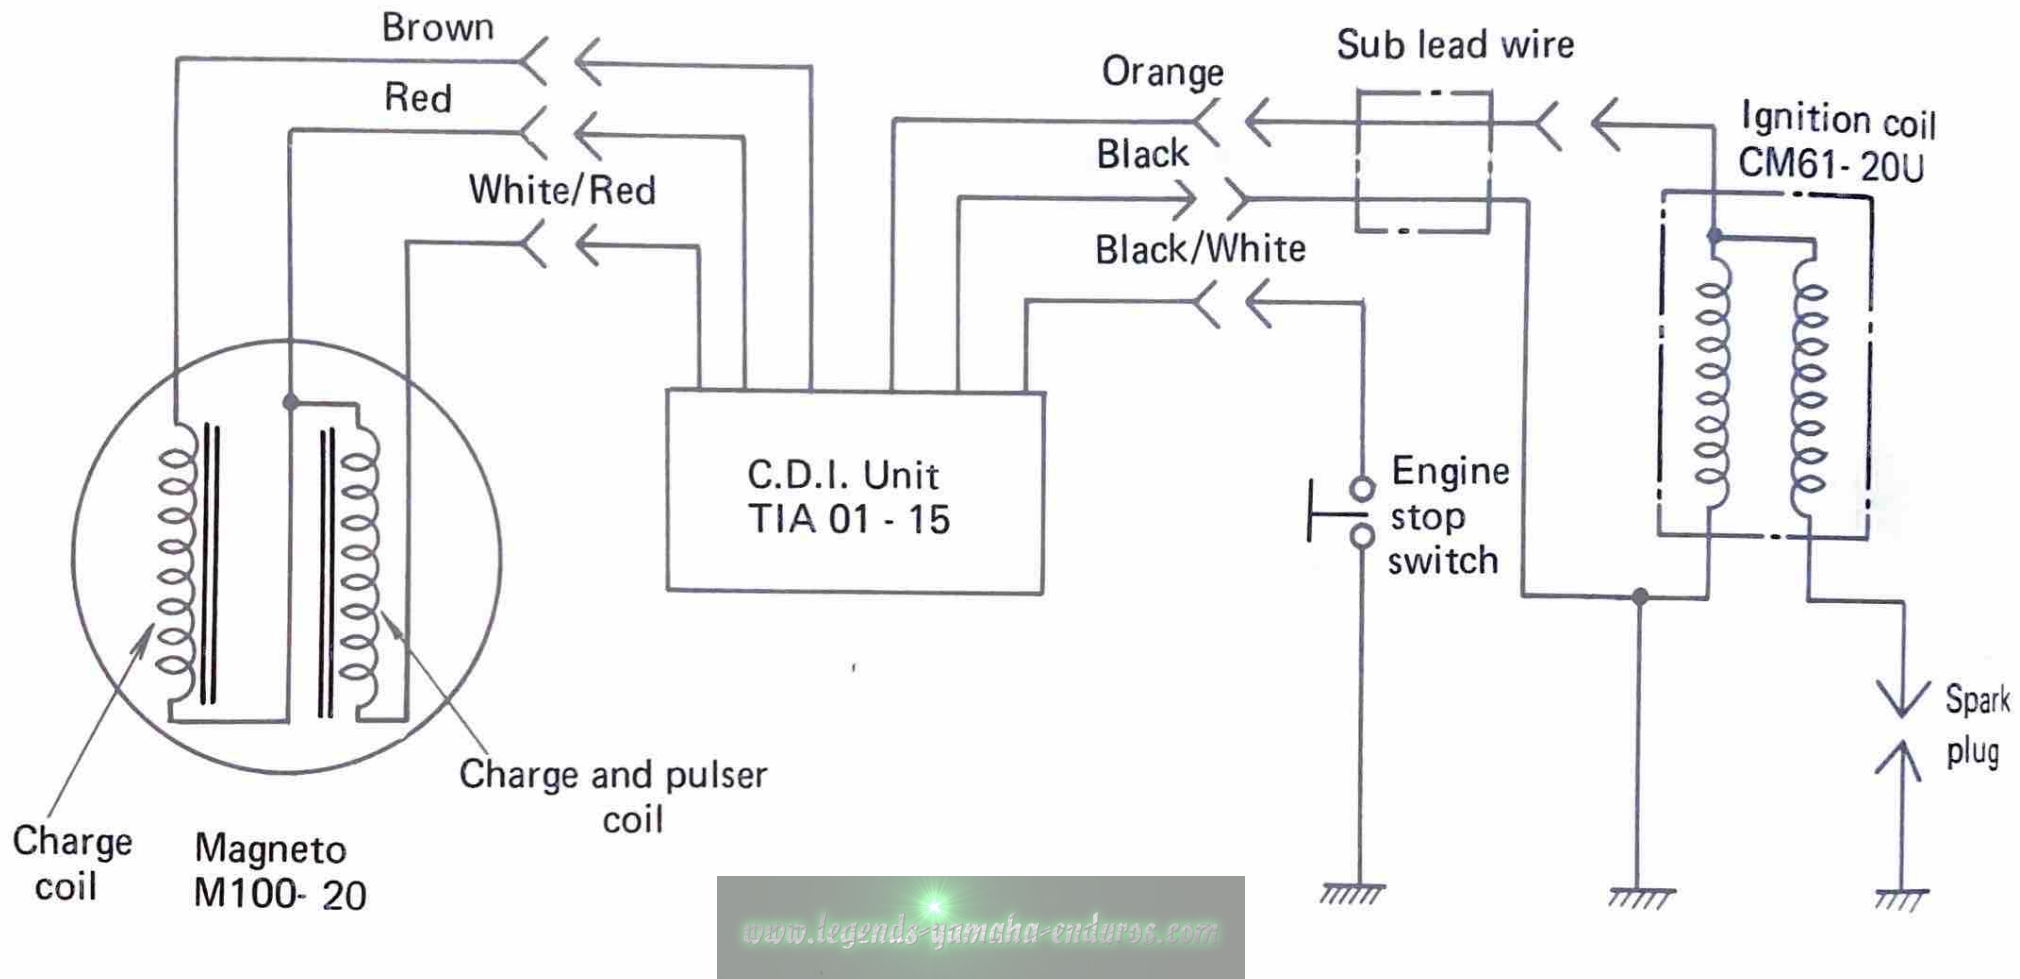 Brown
Red
White/Red
Orange
Black
Black/White
Sub lead wire
Ignition coil
CM61- 20U
C.D.I. Unit
TIA 01 - 15
Engine
stop
switch
Spark
plug
Charge and pulser
coil
Charge
coil
Magneto
M100- 20
www.legends-yamaha-enduros.com